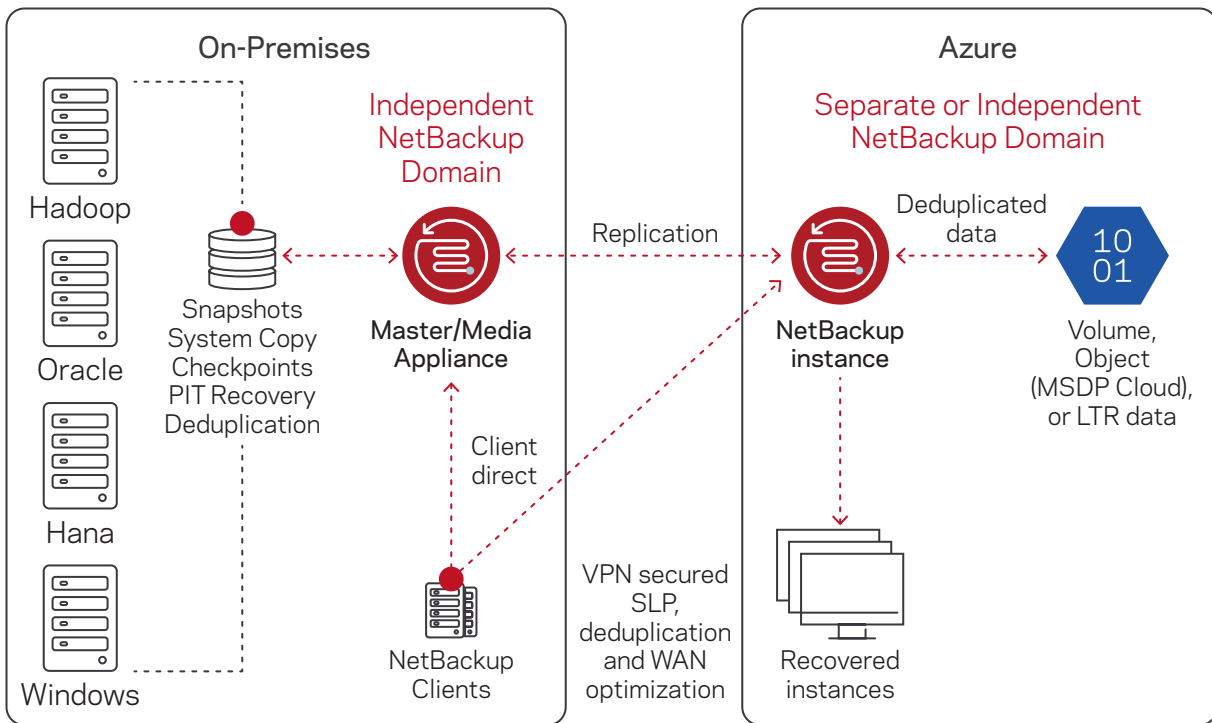 On-Premises
Hadoop
Oracle
Hana
Windows
Snapshots
System Copy
Checkpoints
PIT Recovery
Deduplication
Independent
NetBackup
Domain
Master/Media
Appliance
Client
direct
NetBackup
Clients
Replication
VPN secured
SLP,
deduplication
and WAN
optimization
Azure
Separate or Independent
NetBackup Domain
NetBackup
instance
Deduplicated
data
10
01
Volume,
Object
(MSDP Cloud),
or LTR data
Recovered
instances